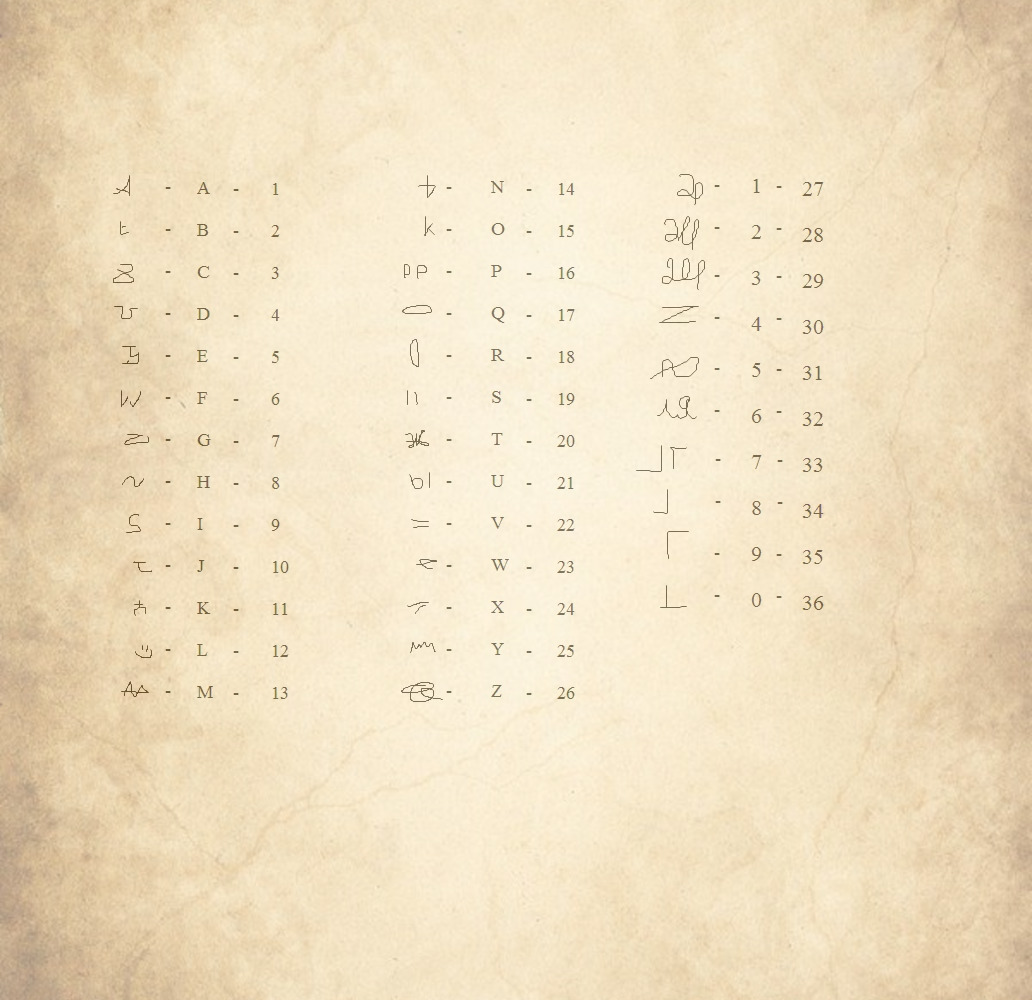 - A - 1
- B - 2
- C - 3
- D - 4
- E - 5
- F - 6
- G - 7
- H - 8
- I - 9
- J - 10
- K - 11
- L - 12
- M - 13
- N - 14
- O - 15
- P - 16
- Q - 17
- R - 18
- S - 19
- T - 20
- U - 21
- V - 22
- W - 23
- X - 24
- Y - 25
- Z - 26
- 1 - 27
- 2 - 28
- 3 - 29
- 4 - 30
- 5 - 31
- 6 - 32
- 7 - 33
- 8 - 34
- 9 - 35
- 0 - 36